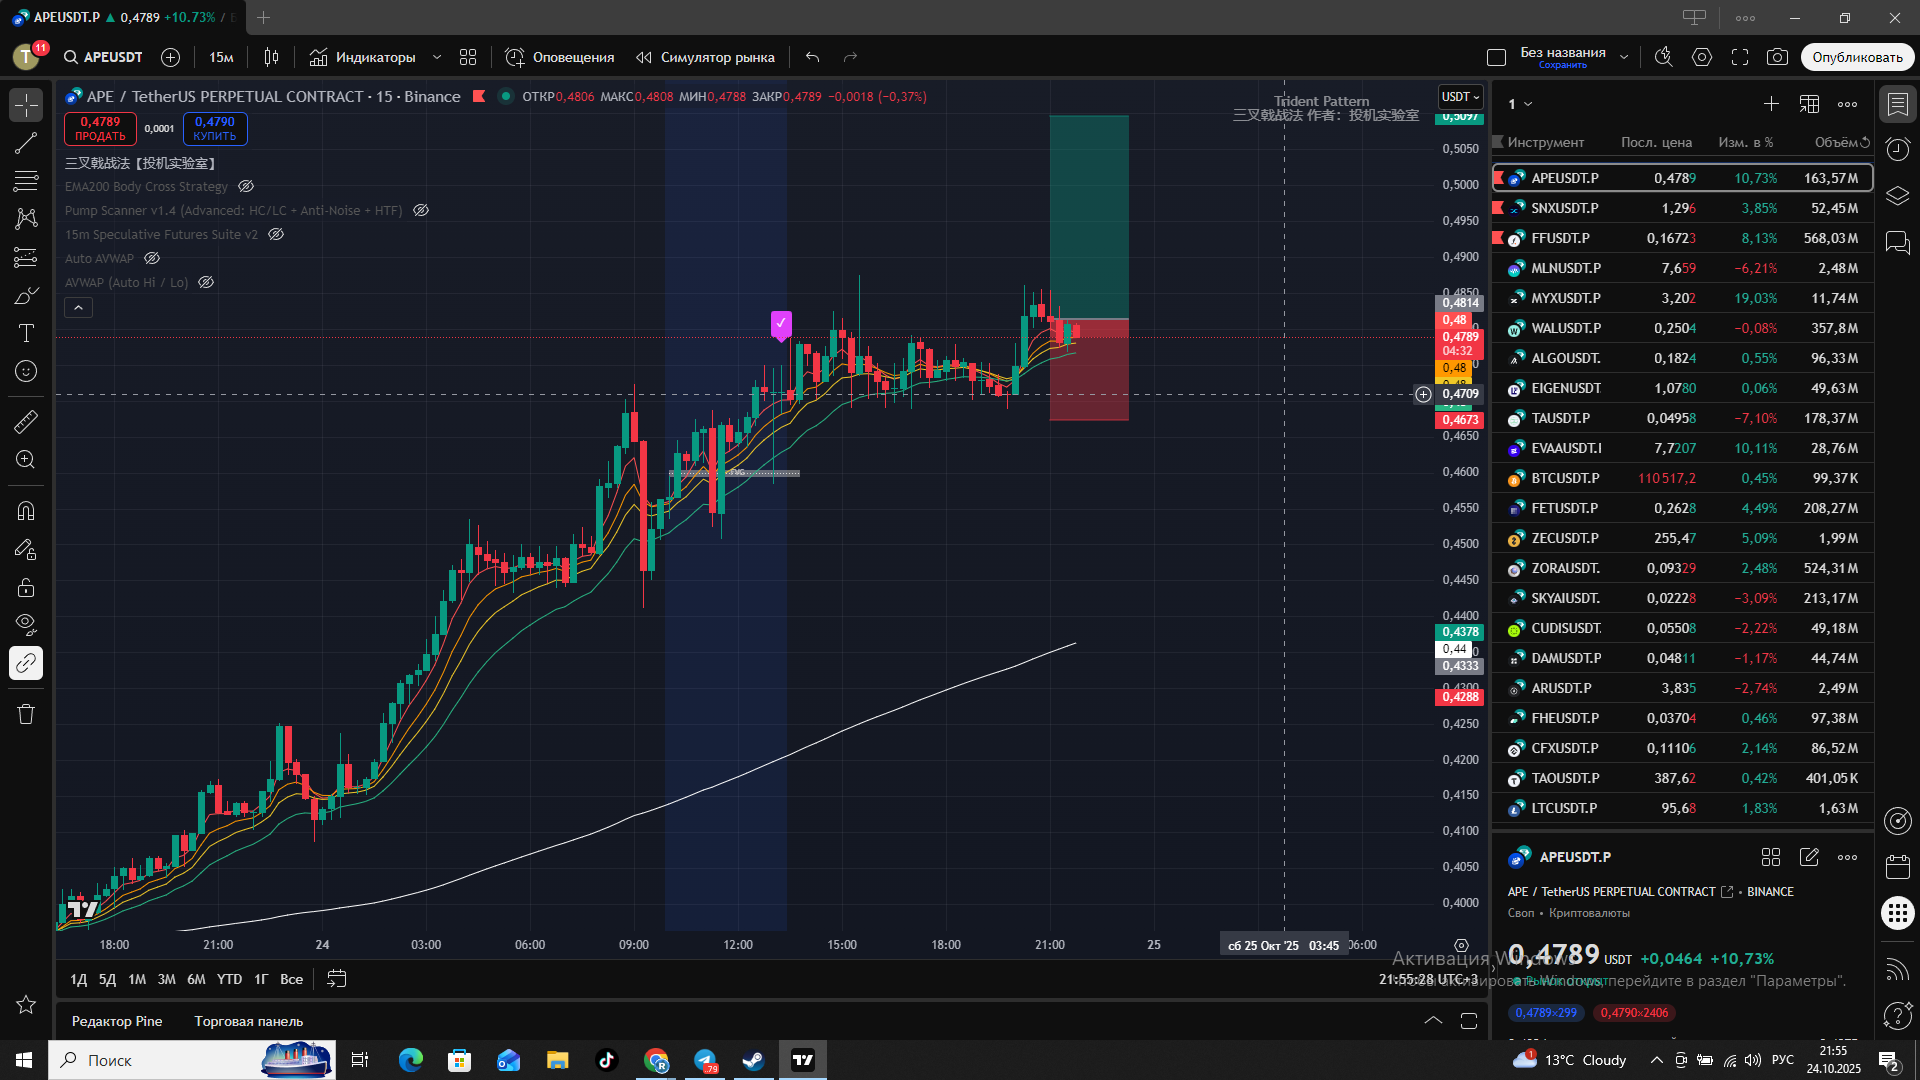 APEUSDT.P ▲ 0,4789 +10.73% /
T 11 APEUSDT 15м Индикаторы Оповещения Симулятор рынка Без названия Сохранить Опубликовать
APE / TetherUS PERPETUAL CONTRACT · 15 · Binance ОТКР0,4806 МАКС0,4808 МИН0,4788 ЗАКР0,4789 −0,0018 (−0,37%)
0,4789 ПРОДАТЬ 0,0001 0,4790 КУПИТЬ
三叉戟战法【投机实验室】
EMA200 Body Cross Strategy
Pump Scanner v1.4 (Advanced: HC/LC + Anti-Noise + HTF)
15m Speculative Futures Suite v2
Auto AVWAP
AVWAP (Auto Hi / Lo)
Trident Pattern
三叉戟战法 作者：投机实验室
FVG
USDT
0,5097
0,5050
0,5000
0,4950
0,4900
0,4850
0,4814
0,48
0,4789
04:32
0,48
0,4709
0,4673
0,4650
0,4600
0,4550
0,4500
0,4450
0,4400
0,4378
0,44
0,4333
0,4300
0,4288
0,4250
0,4200
0,4150
0,4100
0,4050
0,4000
18:00 21:00 24 03:00 06:00 09:00 12:00 15:00 18:00 21:00 25 сб 25 Окт '25 03:45 06:00
1Д 5Д 1М 3М 6М YTD 1Г Все 21:55:28 UTC+3
Редактор Pine Торговая панель
1
Инструмент Посл. цена Изм. в % Объём
APEUSDT.P 0,4789 10,73% 163,57 M
SNXUSDT.P 1,296 3,85% 52,45 M
FFUSDT.P 0,16723 8,13% 568,03 M
MLNUSDT.P 7,659 −6,21% 2,48 M
MYXUSDT.P 3,202 19,03% 11,74 M
WALUSDT.P 0,2504 −0,08% 357,8 M
ALGOUSDT. 0,1824 0,55% 96,33 M
EIGENUSDT 1,0780 0,06% 49,63 M
TAUSDT.P 0,04958 −7,10% 178,37 M
EVAAUSDT.I 7,7207 10,11% 28,76 M
BTCUSDT.P 110 517,2 0,45% 99,37 K
FETUSDT.P 0,2628 4,49% 208,27 M
ZECUSDT.P 255,47 5,09% 1,99 M
ZORAUSDT. 0,09329 2,48% 524,31 M
SKYAIUSDT. 0,02228 −3,09% 213,17 M
CUDISUSDT. 0,05508 −2,22% 49,18 M
DAMUSDT.P 0,04811 −1,17% 44,74 M
ARUSDT.P 3,835 −2,74% 2,49 M
FHEUSDT.P 0,03704 0,46% 97,38 M
CFXUSDT.P 0,11106 2,14% 86,52 M
TAOUSDT.P 387,62 0,42% 401,05 K
LTCUSDT.P 95,68 1,83% 1,63 M
APEUSDT.P
APE / TetherUS PERPETUAL CONTRACT • BINANCE
Своп • Криптовалюты
0,4789 USDT +0,0464 +10,73%
Активация Windows
Чтобы активировать Windows, перейдите в раздел "Параметры".
0,4789×299 0,4790×2406
Поиск
79
13°C Cloudy РУС 21:55
24.10.2025 2